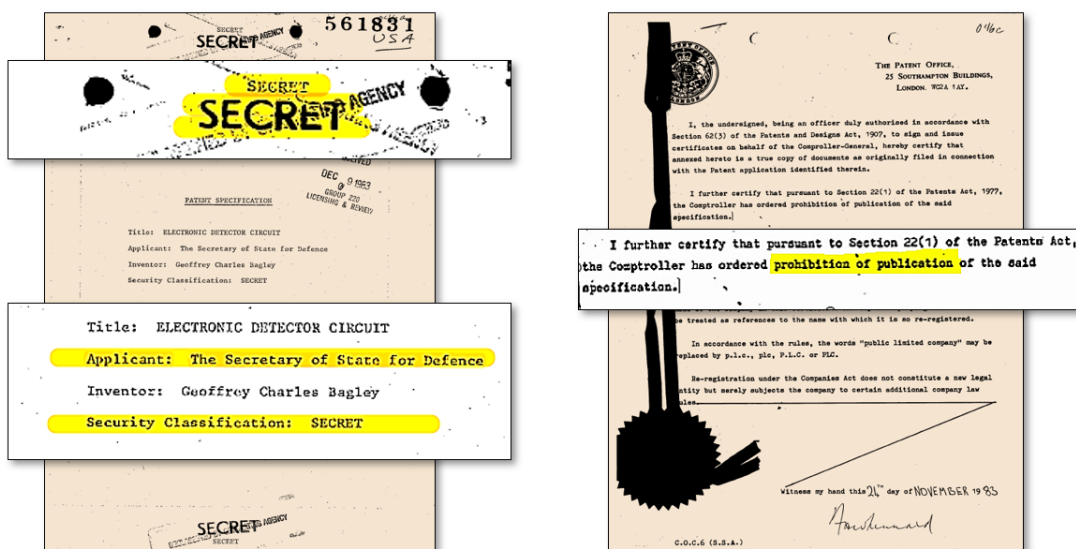 561831
USA
SECRET
SECRET
AGENCY
SECRET
SECRET
AGENCY
DEC 9 1983
GROUP 220
LICENSING & REVIEW
PATENT SPECIFICATION
Title: ELECTRONIC DETECTOR CIRCUIT
Applicant: The Secretary of State for Defence
Inventor: Geoffrey Charles Bagley
Security Classification: SECRET
Title: ELECTRONIC DETECTOR CIRCUIT
Applicant: The Secretary of State for Defence
Inventor: Geoffrey Charles Bagley
Security Classification: SECRET
SECRET
AGENCY
SECRET
THE PATENT OFFICE,
25 SOUTHAMPTON BUILDINGS,
LONDON. WC2A 1AY.
I, the undersigned, being an officer duly authorised in accordance with
Section 62(3) of the Patents and Designs Act, 1907, to sign and issue
certificates on behalf of the Comptroller-General, hereby certify that
annexed hereto is a true copy of documents as originally filed in connection
with the Patent application identified therein.
I further certify that pursuant to Section 22(1) of the Patents Act, 1977,
the Comptroller has ordered prohibition of publication of the said
specification.
I further certify that pursuant to Section 22(1) of the Patents Act,
the Comptroller has ordered prohibition of publication of the said
specification.
be treated as references to the name with which it is so re-registered.
In accordance with the rules, the words "public limited company" may be
replaced by p.l.c., plc, P.L.C. or PLC.
Re-registration under the Companies Act does not constitute a new legal
entity but merely subjects the company to certain additional company law
rules.
Witness my hand this 24th day of NOVEMBER 1983
C.O.C.6 (S.S.A.)